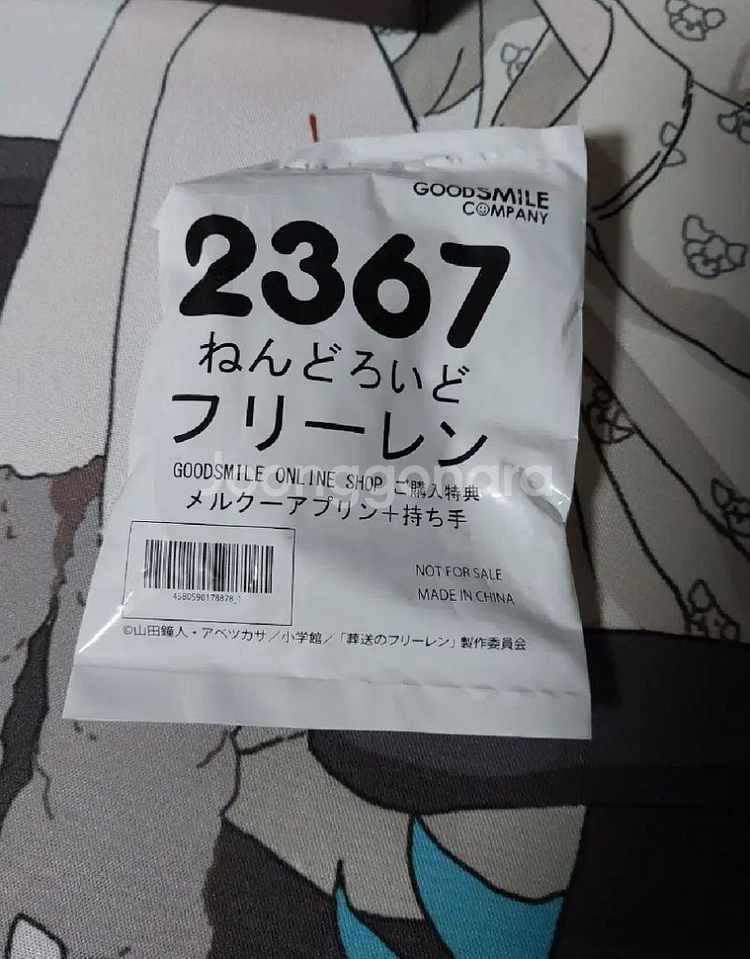 GOODSMILE
COMPANY
2367
ねんどろいど
フリーレン
GOODSMILE ONLINE SHOP ご購入特典
メルクーアプリン+持ち手
4580590178878_1
NOT FOR SALE
MADE IN CHINA
©山田鐘人・アベツカサ／小学館／「葬送のフリーレン」製作委員会
Joonggonara